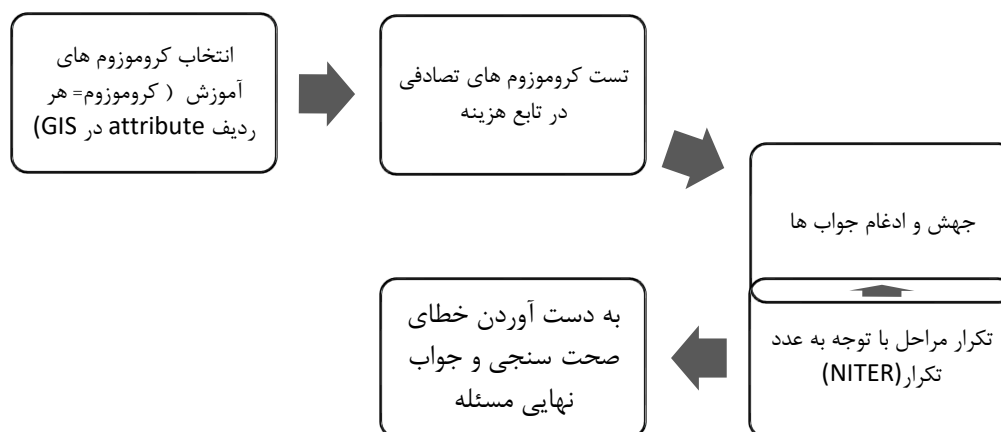 انتخاب کروموزوم های
آموزش ( کروموزوم= هر
ردیف attribute در GIS)
تست کروموزوم های تصادفی
در تابع هزینه
جهش و ادغام جواب ها
تکرار مراحل با توجه به عدد
تکرار(NITER)
به دست آوردن خطای
صحت سنجی و جواب
نهایی مسئله